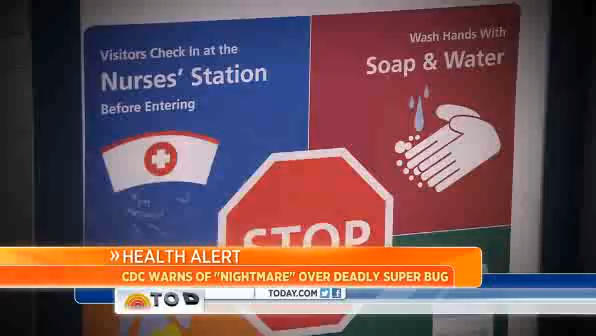 Visitors Check In at the
Nurses' Station
Before Entering
Wash Hands With
Soap & Water
STOP
» HEALTH ALERT
CDC WARNS OF "NIGHTMARE" OVER DEADLY SUPER BUG
TOD
TODAY.COM